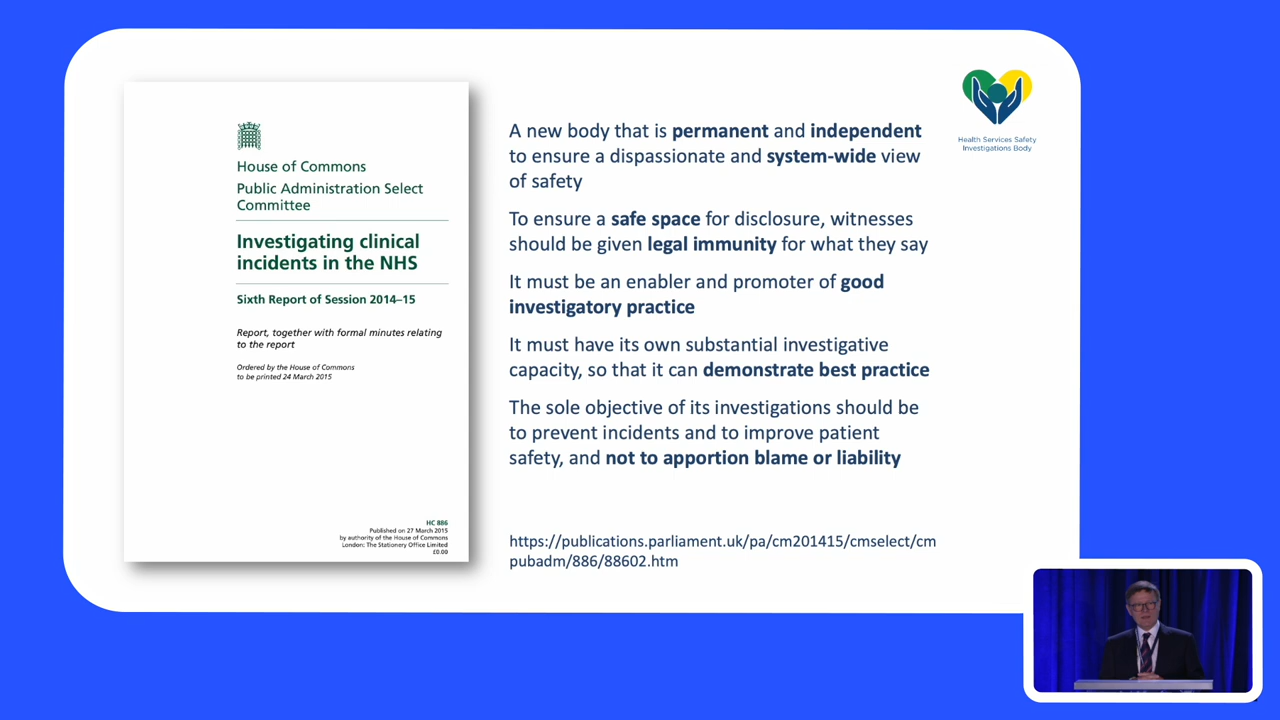 House of Commons
Public Administration Select
Committee
Investigating clinical
incidents in the NHS
Sixth Report of Session 2014–15
Report, together with formal minutes relating
to the report
Ordered by the House of Commons
to be printed 24 March 2015
HC 886
Published on 27 March 2015
by authority of the House of Commons
London: The Stationery Office Limited
£0.00
A new body that is permanent and independent
to ensure a dispassionate and system-wide view
of safety
To ensure a safe space for disclosure, witnesses
should be given legal immunity for what they say
It must be an enabler and promoter of good
investigatory practice
It must have its own substantial investigative
capacity, so that it can demonstrate best practice
The sole objective of its investigations should be
to prevent incidents and to improve patient
safety, and not to apportion blame or liability
https://publications.parliament.uk/pa/cm201415/cmselect/cm
pubadm/886/88602.htm
Health Services Safety
Investigations Body